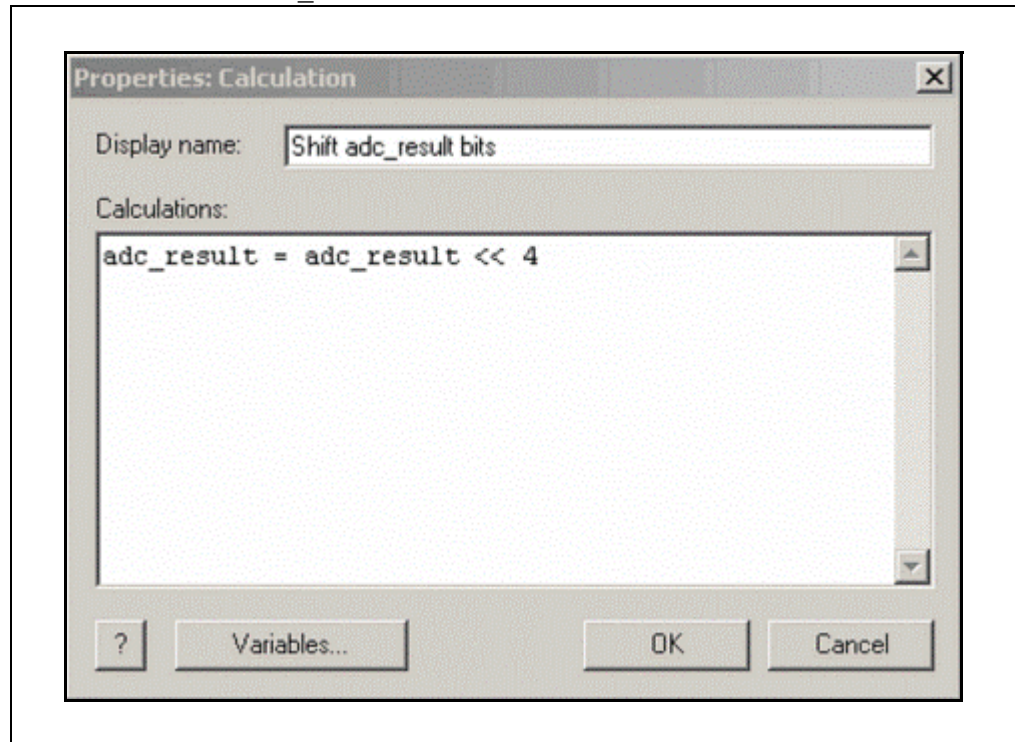 Properties: Calculation
Display name: Shift adc_result bits
Calculations:
adc_result = adc_result << 4
? Variables... OK Cancel